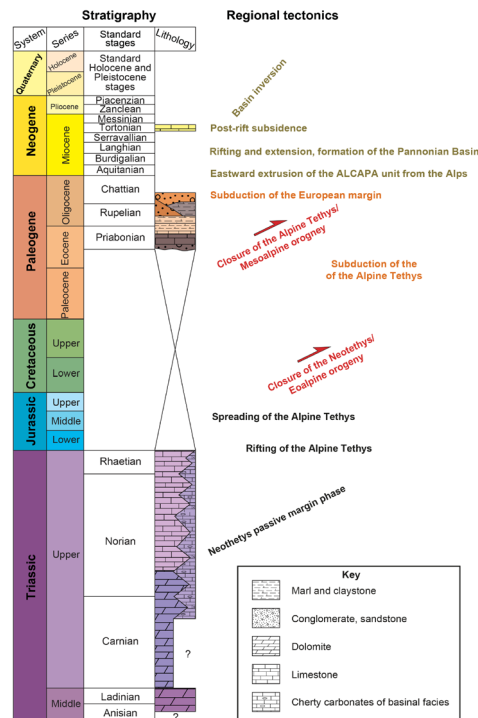 Stratigraphy
Regional tectonics
System
Series
Standard
stages
Lithology
Quaternary
Holocene
Pleistocene
Standard
Holocene and
Pleistocene
stages
Basin inversion
Neogene
Pliocene
Miocene
Piacenzian
Zanclean
Messinian
Tortonian
Serravallian
Langhian
Burdigalian
Aquitanian
Post-rift subsidence
Rifting and extension, formation of the Pannonian Basin
Eastward extrusion of the ALCAPA unit from the Alps
Paleogene
Oligocene
Eocene
Paleocene
Chattian
Rupelian
Priabonian
Subduction of the European margin
Closure of the Alpine Tethys/
Mesoalpine orogney
Subduction of the
of the Alpine Tethys
Cretaceous
Upper
Lower
Closure of the Neotethys/
Eoalpine orogeny
Jurassic
Upper
Middle
Lower
Spreading of the Alpine Tethys
Rifting of the Alpine Tethys
Triassic
Upper
Middle
Rhaetian
Norian
Carnian
Ladinian
Anisian
?
?
Neothetys passive margin phase
Key
Marl and claystone
Conglomerate, sandstone
Dolomite
Limestone
Cherty carbonates of basinal facies